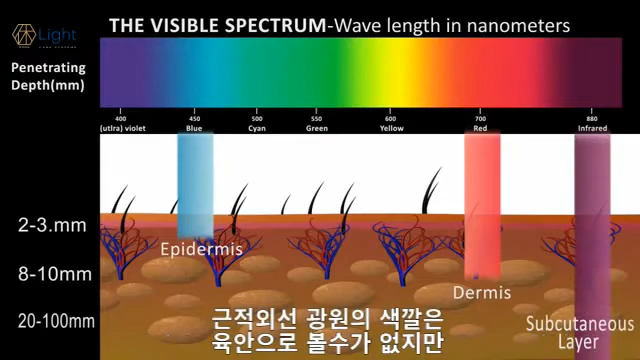 THE VISIBLE SPECTRUM-Wave length in nanometers
Light
Penetrating
Depth(mm)
400 450 500 550 600 700 880
(utlra) violet Blue Cyan Green Yellow Red Infrared
2-3.mm
Epidermis
8-10mm
Dermis
20-100mm
Subcutaneous
Layer
근적외선 광원의 색깔은
육안으로 볼수가 없지만